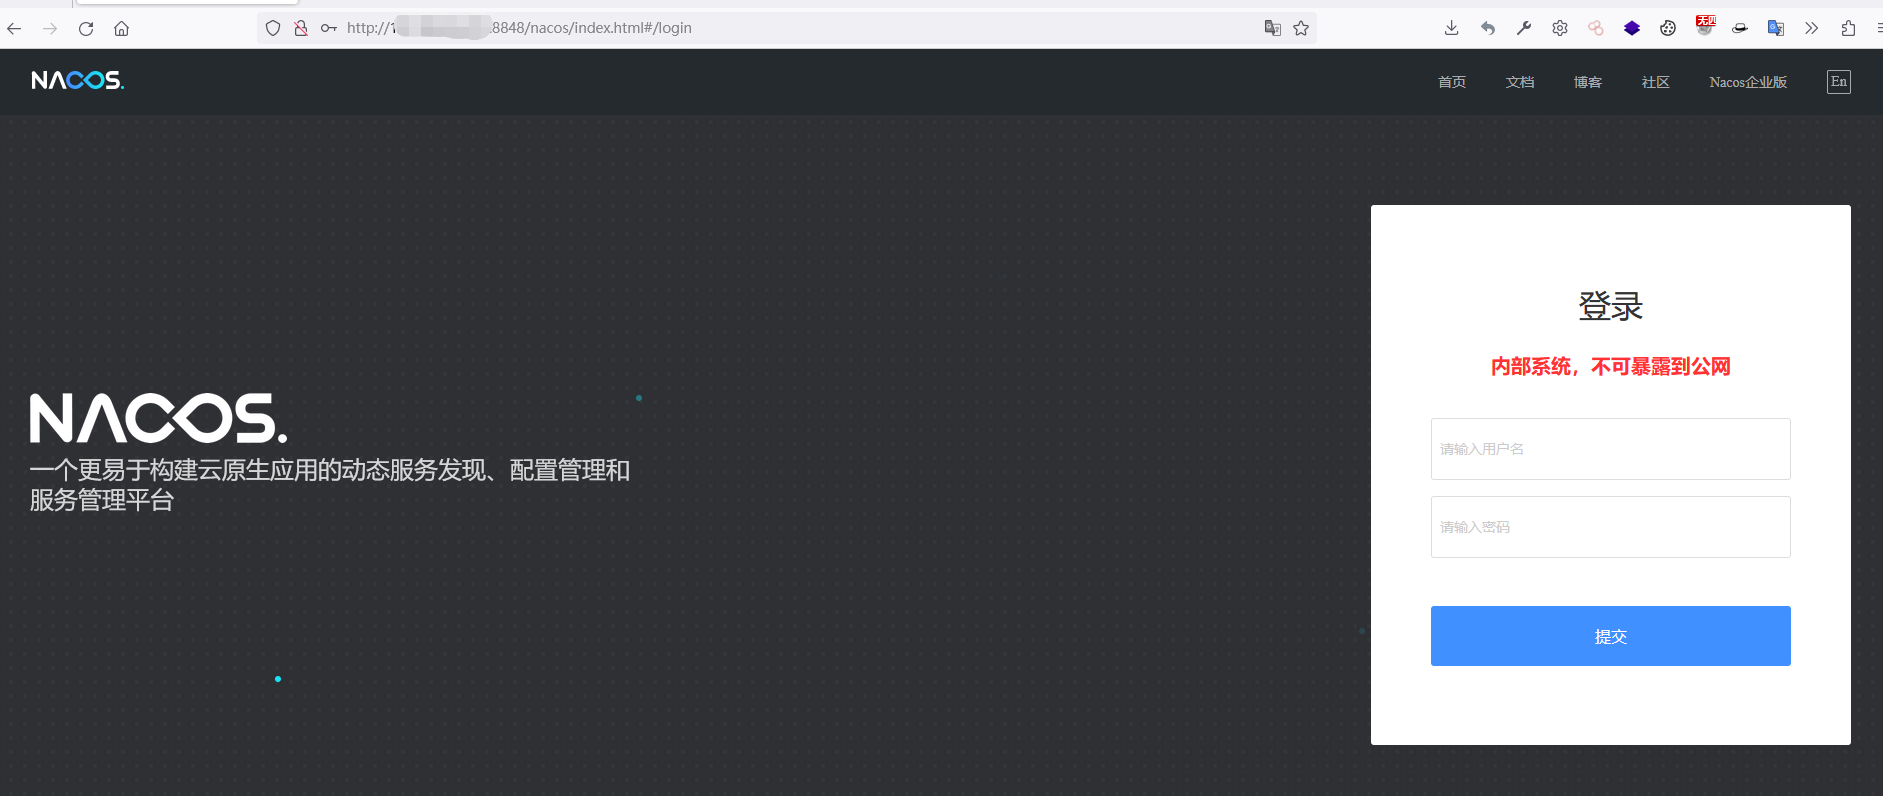 http://1 :8848/nacos/index.html#/login
无匹
NACOS.
首页 文档 博客 社区 Nacos企业版 En
登录
内部系统，不可暴露到公网
请输入用户名
请输入密码
提交
NACOS.
一个更易于构建云原生应用的动态服务发现、配置管理和
服务管理平台